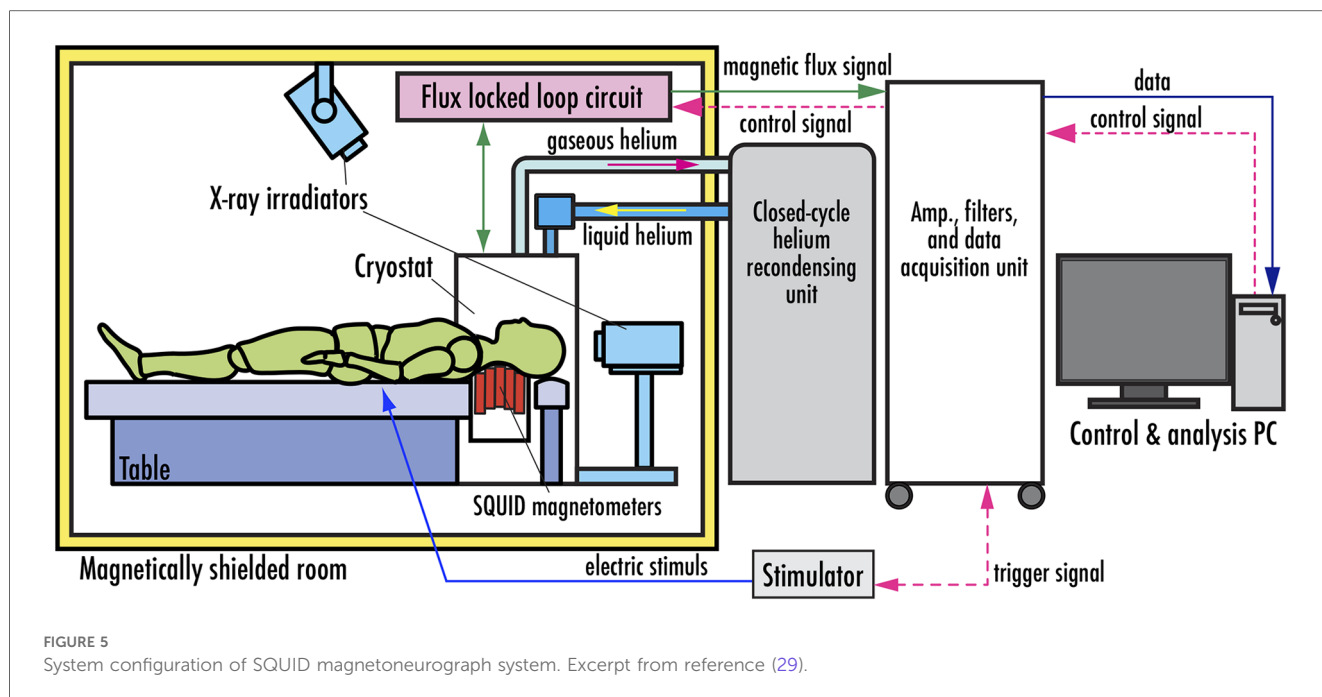 magnetic flux signal
data
Flux locked loop circuit
control signal
control signal
gaseous helium
X-ray irradiators
liquid helium
Closed-cycle
helium
recondensing
unit
Amp., filters,
and data
acquisition unit
Cryostat
Control & analysis PC
Table
SQUID magnetometers
Magnetically shielded room
electric stimuls
Stimulator
trigger signal
FIGURE 5
System configuration of SQUID magnetoneurograph system. Excerpt from reference (29).